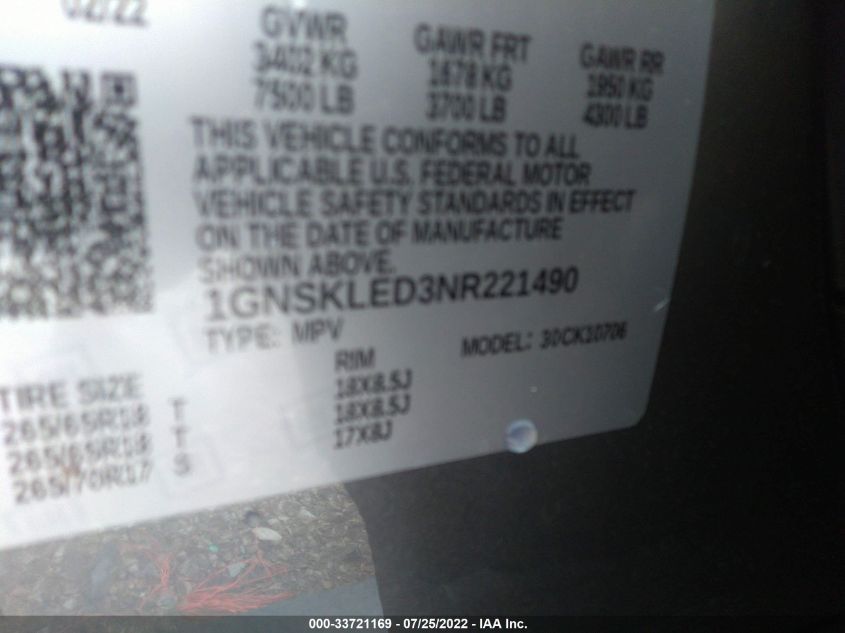 02/22
GVWR
3402 KG
7500 LB
GAWR FRT
1678 KG
3700 LB
GAWR RR
1950 KG
4300 LB
THIS VEHICLE CONFORMS TO ALL
APPLICABLE U.S. FEDERAL MOTOR
VEHICLE SAFETY STANDARDS IN EFFECT
ON THE DATE OF MANUFACTURE
SHOWN ABOVE.
1GNSKLED3NR221490
TYPE: MPV
MODEL: 30CK10706
TIRE SIZE RIM
265/65R18 T 18X8.5J
265/65R18 T 18X8.5J
265/70R17 S 17X8J
000-33721169 - 07/25/2022 - IAA Inc.